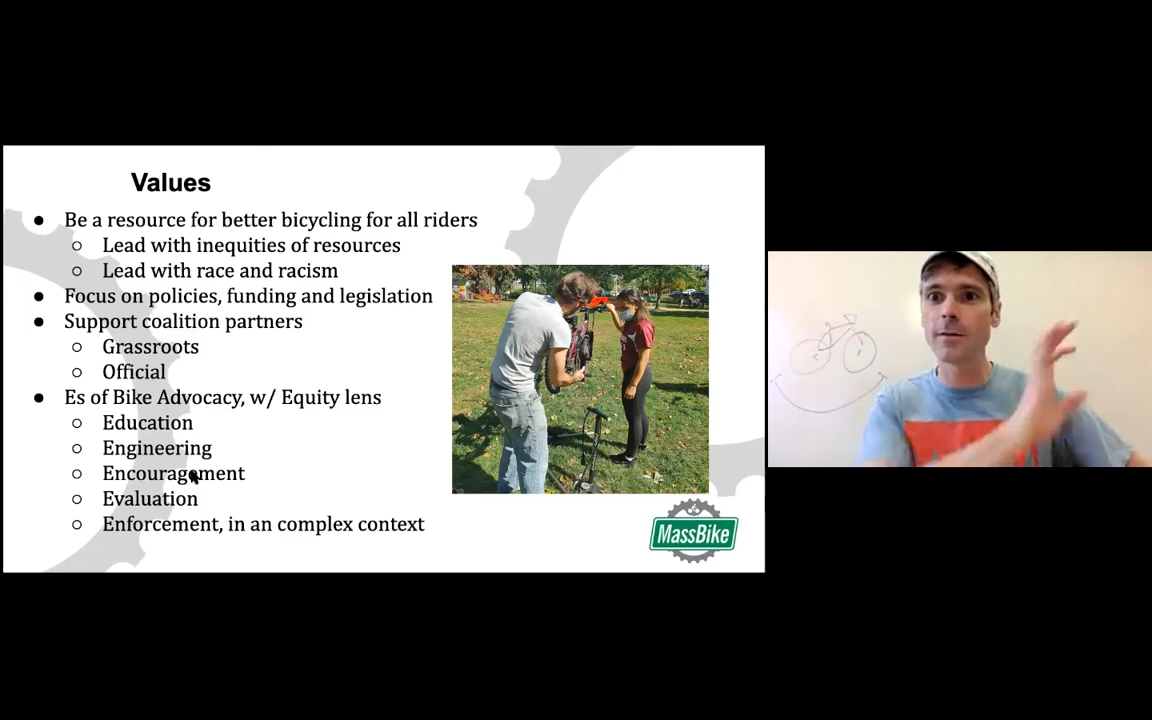 Values
● Be a resource for better bicycling for all riders
○ Lead with inequities of resources
○ Lead with race and racism
● Focus on policies, funding and legislation
● Support coalition partners
○ Grassroots
○ Official
● Es of Bike Advocacy, w/ Equity lens
○ Education
○ Engineering
○ Encouragement
○ Evaluation
○ Enforcement, in an complex context
MassBike